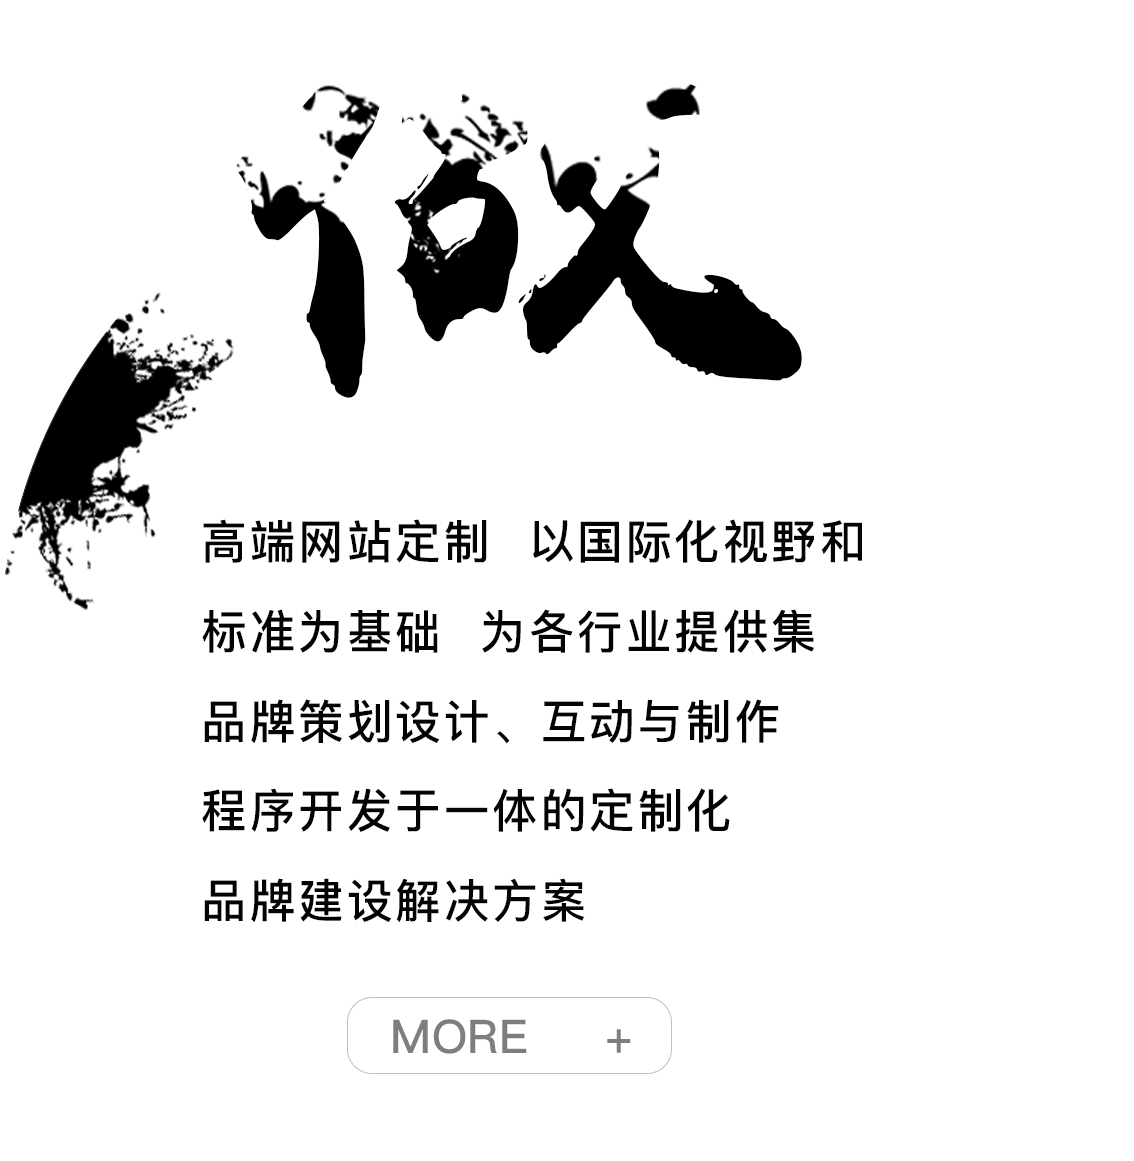 做
高端网站定制 以国际化视野和
标准为基础 为各行业提供集
品牌策划设计、互动与制作
程序开发于一体的定制化
品牌建设解决方案
MORE +